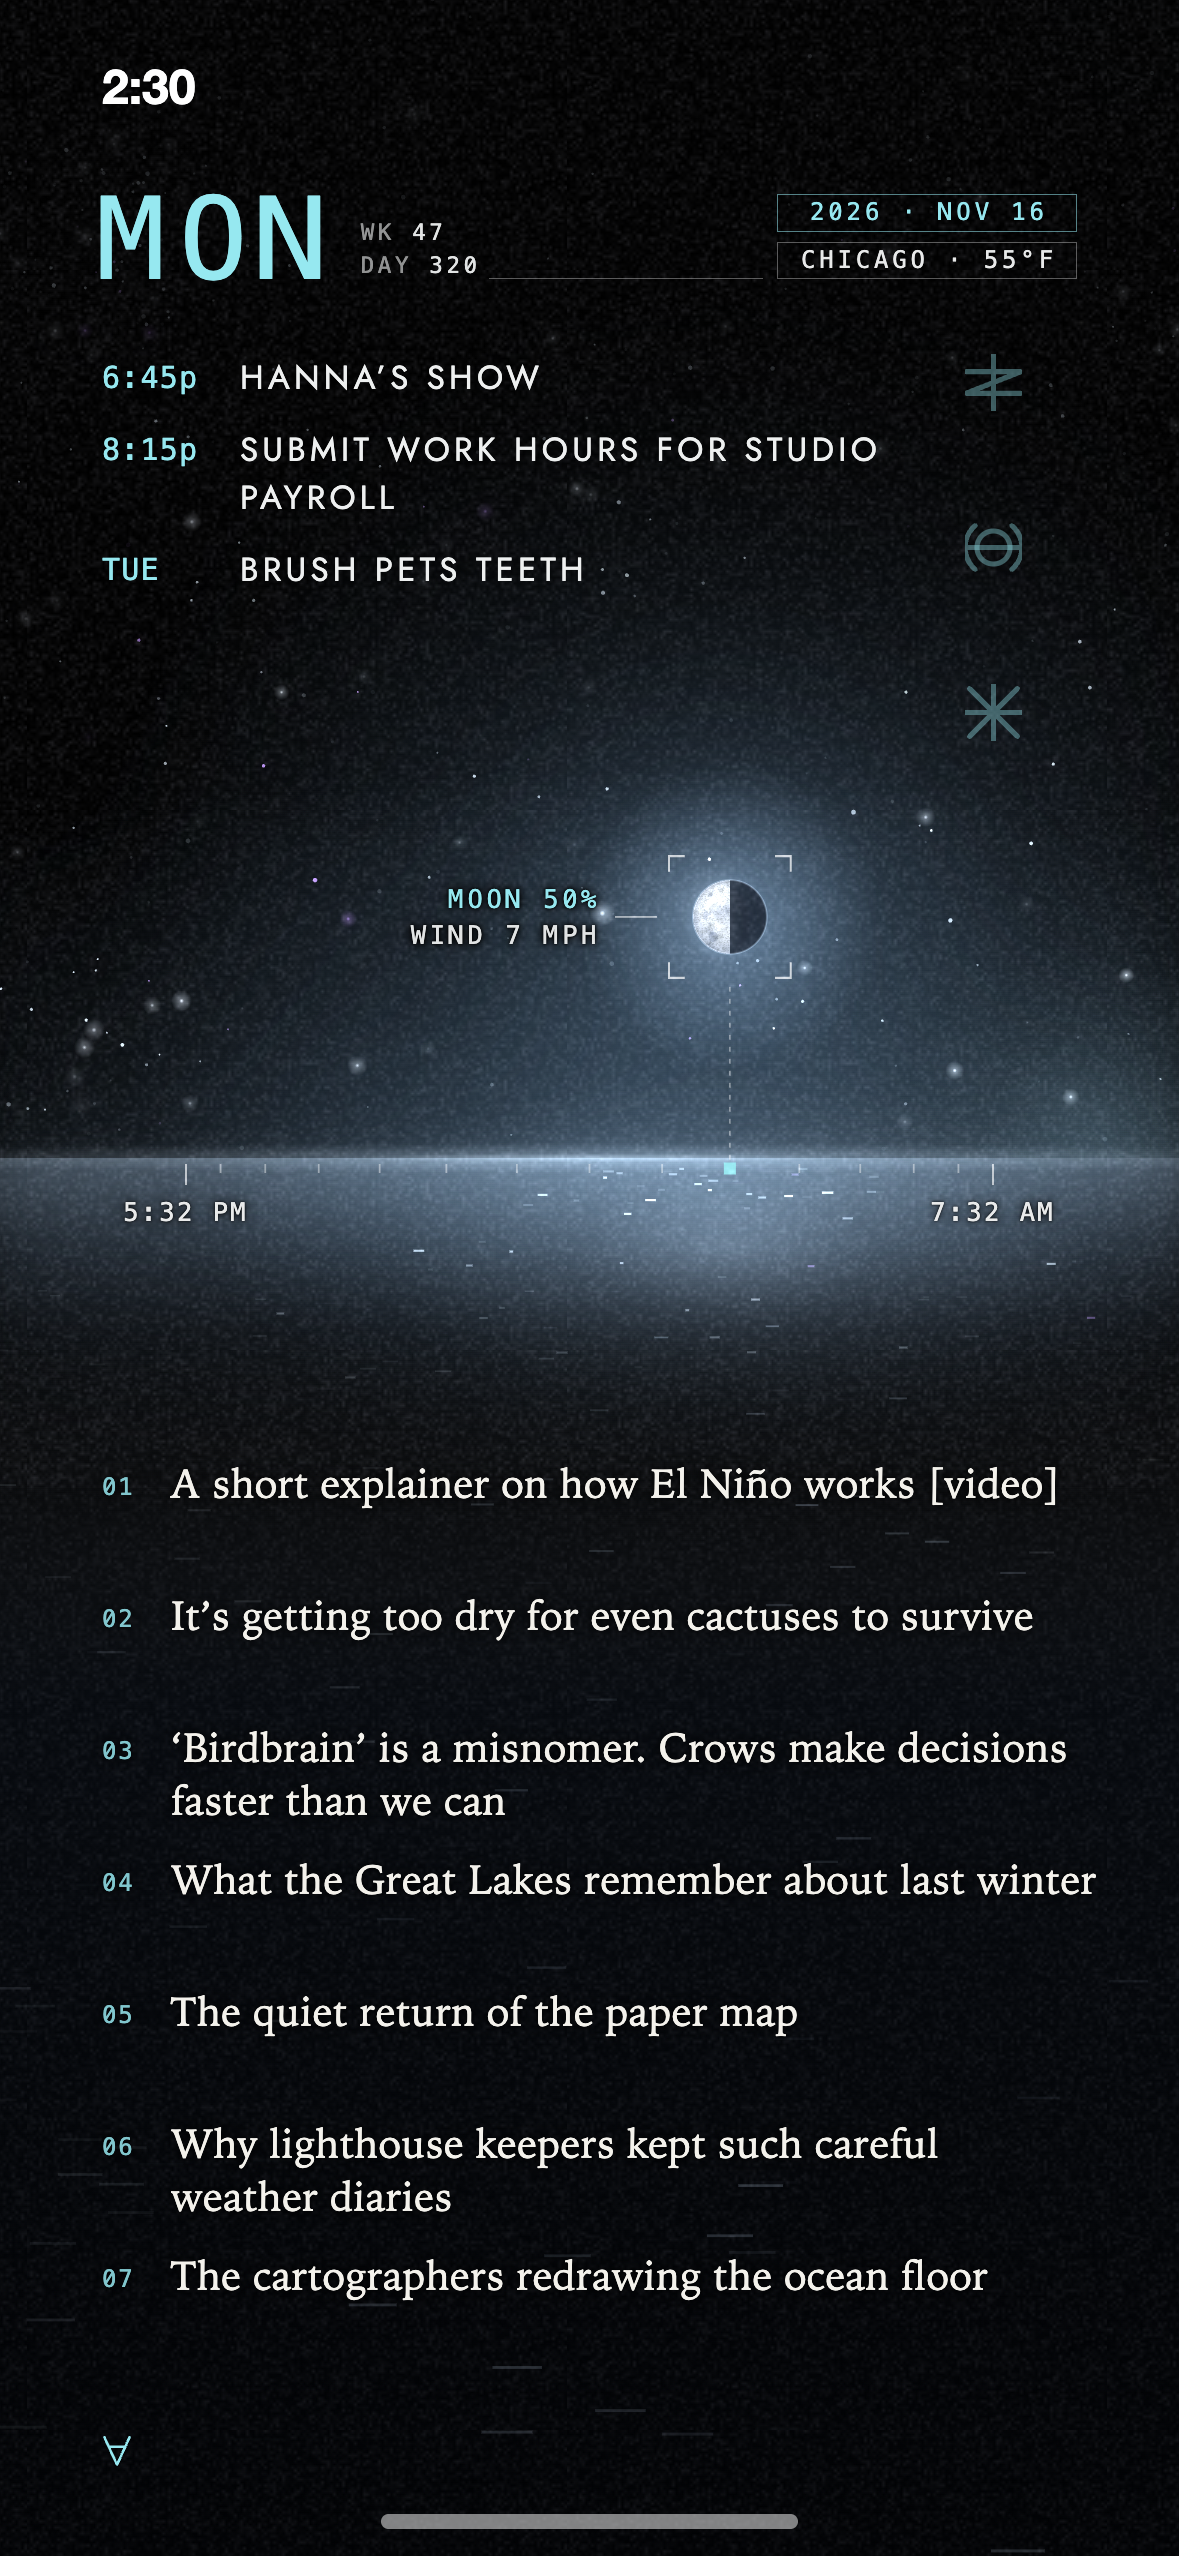 2:30
MON
WK 47
DAY 320
2026 · NOV 16
CHICAGO · 55°F
6:45p HANNA’S SHOW
8:15p SUBMIT WORK HOURS FOR STUDIO
PAYROLL
TUE BRUSH PETS TEETH
MOON 50%
WIND 7 MPH
5:32 PM
7:32 AM
01 A short explainer on how El Niño works [video]
02 It’s getting too dry for even cactuses to survive
03 ‘Birdbrain’ is a misnomer. Crows make decisions
faster than we can
04 What the Great Lakes remember about last winter
05 The quiet return of the paper map
06 Why lighthouse keepers kept such careful
weather diaries
07 The cartographers redrawing the ocean floor